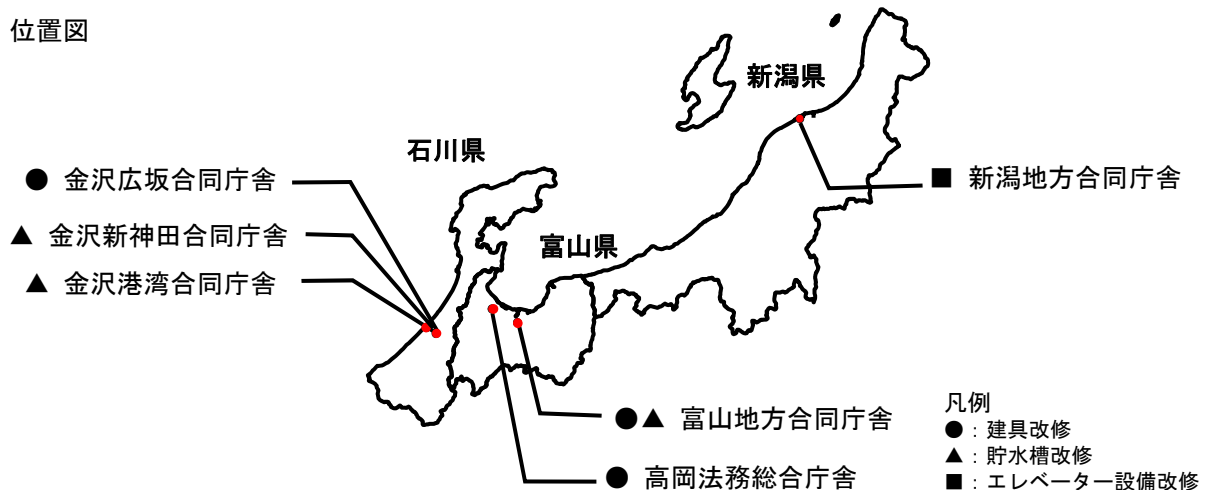 位置図
新潟県
石川県
● 金沢広坂合同庁舎
■ 新潟地方合同庁舎
▲ 金沢新神田合同庁舎
富山県
▲ 金沢港湾合同庁舎
●▲ 富山地方合同庁舎
● 高岡法務総合庁舎
凡例
●：建具改修
▲：貯水槽改修
■：エレベーター設備改修